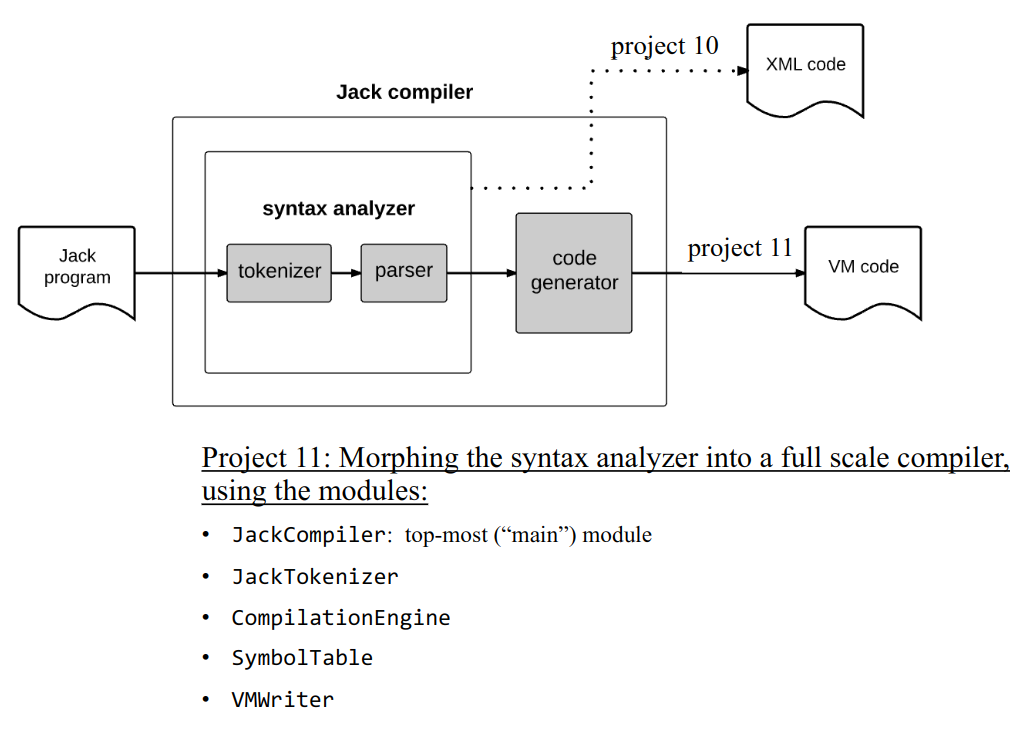 project 10
XML code
Jack compiler
syntax analyzer
Jack
program
tokenizer
parser
code
generator
project 11
VM code
Project 11: Morphing the syntax analyzer into a full scale compiler,
using the modules:
• JackCompiler: top-most (“main”) module
• JackTokenizer
• CompilationEngine
• SymbolTable
• VMWriter